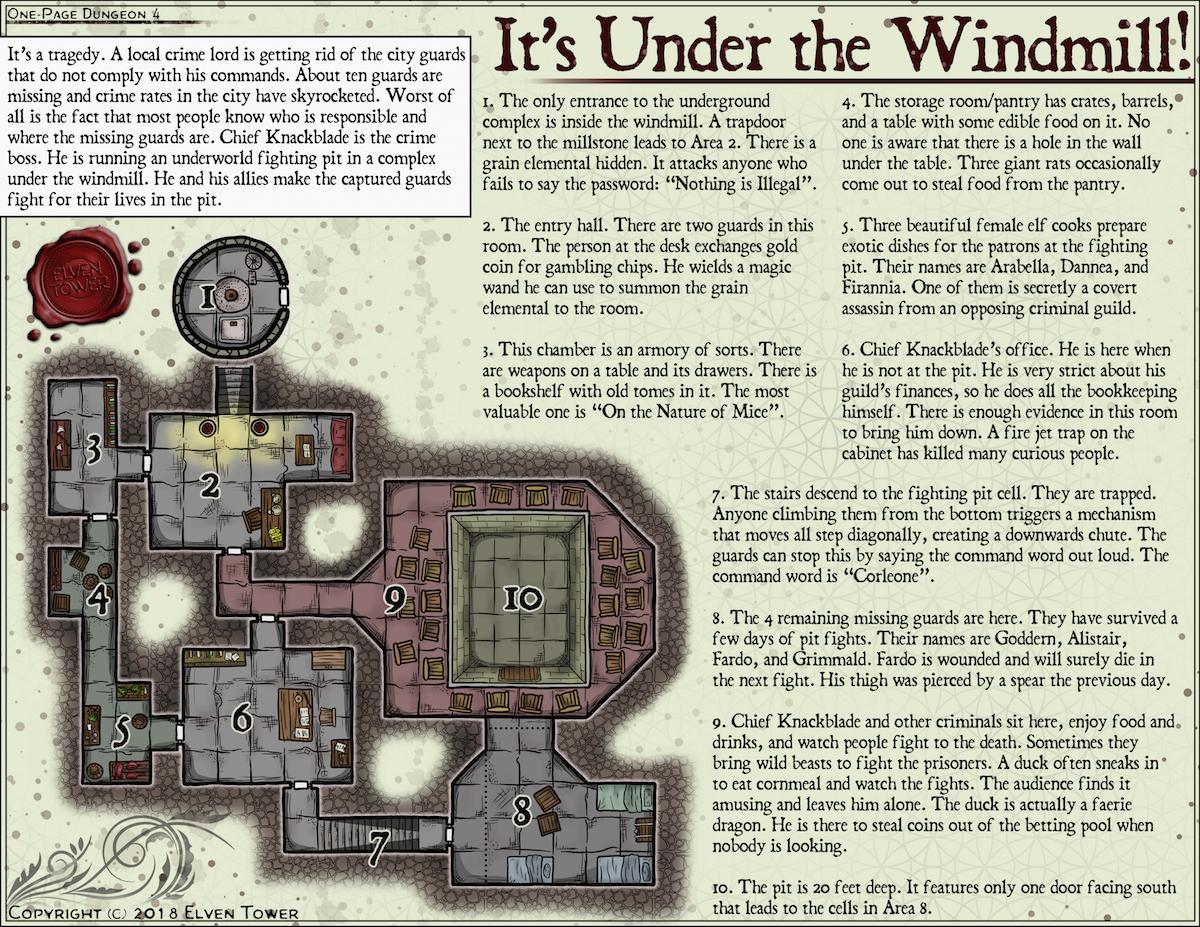 One-Page Dungeon 4
It's Under the Windmill!
It's a tragedy. A local crime lord is getting rid of the city guards
that do not comply with his commands. About ten guards are
missing and crime rates in the city have skyrocketed. Worst of
all is the fact that most people know who is responsible and
where the missing guards are. Chief Knackblade is the crime
boss. He is running an underworld fighting pit in a complex
under the windmill. He and his allies make the captured guards
fight for their lives in the pit.
1. The only entrance to the underground
complex is inside the windmill. A trapdoor
next to the millstone leads to Area 2. There is a
grain elemental hidden. It attacks anyone who
fails to say the password: “Nothing is Illegal”.
2. The entry hall. There are two guards in this
room. The person at the desk exchanges gold
coin for gambling chips. He wields a magic
wand he can use to summon the grain
elemental to the room.
3. This chamber is an armory of sorts. There
are weapons on a table and its drawers. There is
a bookshelf with old tomes in it. The most
valuable one is “On the Nature of Mice”.
4. The storage room/pantry has crates, barrels,
and a table with some edible food on it. No
one is aware that there is a hole in the wall
under the table. Three giant rats occasionally
come out to steal food from the pantry.
5. Three beautiful female elf cooks prepare
exotic dishes for the patrons at the fighting
pit. Their names are Arabella, Dannea, and
Firannia. One of them is secretly a covert
assassin from an opposing criminal guild.
6. Chief Knackblade's office. He is here when
he is not at the pit. He is very strict about his
guild's finances, so he does all the bookkeeping
himself. There is enough evidence in this room
to bring him down. A fire jet trap on the
cabinet has killed many curious people.
7. The stairs descend to the fighting pit cell. They are trapped.
Anyone climbing them from the bottom triggers a mechanism
that moves all step diagonally, creating a downwards chute. The
guards can stop this by saying the command word out loud. The
command word is “Corleone”.
8. The 4 remaining missing guards are here. They have survived a
few days of pit fights. Their names are Goddern, Alistair,
Fardo, and Grimmald. Fardo is wounded and will surely die in
the next fight. His thigh was pierced by a spear the previous day.
9. Chief Knackblade and other criminals sit here, enjoy food and
drinks, and watch people fight to the death. Sometimes they
bring wild beasts to fight the prisoners. A duck often sneaks in
to eat cornmeal and watch the fights. The audience finds it
amusing and leaves him alone. The duck is actually a faerie
dragon. He is there to steal coins out of the betting pool when
nobody is looking.
10. The pit is 20 feet deep. It features only one door facing south
that leads to the cells in Area 8.
ELVEN
TOWER
1
2
3
4
5
6
7
8
9
10
Copyright (c) 2018 Elven Tower